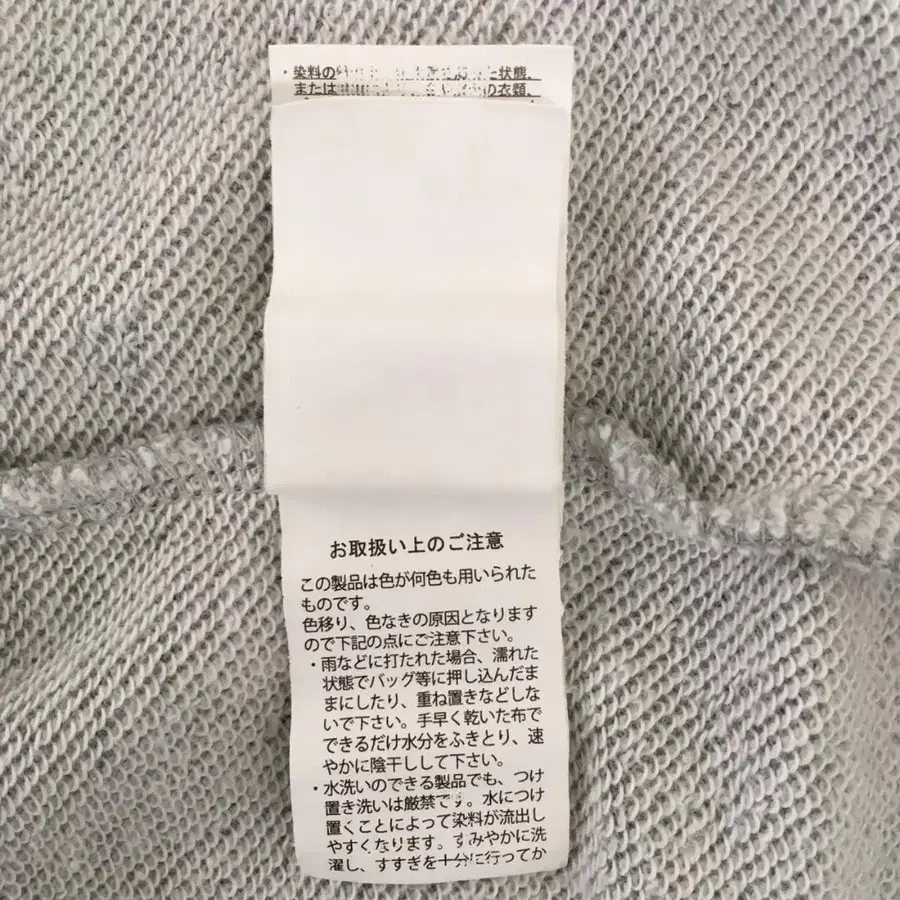 ・染料の 状態、
または の衣類、
お取扱い上のご注意
この製品は色が何色も用いられた
ものです。
色移り、色なきの原因となります
ので下記の点にご注意下さい。
・雨などに打たれた場合、濡れた
状態でバッグ等に押し込んだま
まにしたり、重ね置きなどしな
いで下さい。手早く乾いた布で
できるだけ水分をふきとり、速
やかに陰干しして下さい。
・水洗いのできる製品でも、つけ
置き洗いは厳禁です。水につけ
置くことによって染料が流出し
やすくなります。すみやかに洗
濯し、すすぎを十分に行ってか